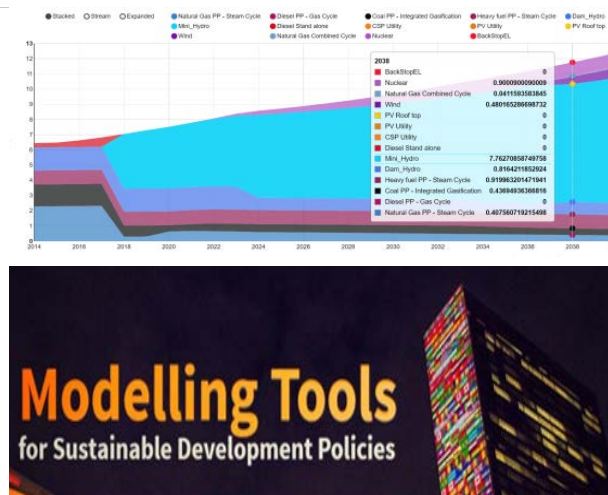 Stacked Stream Expanded Natural Gas PP - Steam Cycle Diesel PP - Gas Cycle Coal PP - Integrated Gasification Heavy fuel PP - Steam Cycle Dam_Hydro
Mini_Hydro Diesel Stand alone CSP Utility PV Utility PV Roof top
Wind Natural Gas Combined Cycle Nuclear BackStopEL
13
12
11
10
9
8
7
6
5
4
3
2
1
0
2038
BackStopEL 0
Nuclear 0.9000900090009
Natural Gas Combined Cycle 0.0411583583845
Wind 0.480165286698732
PV Roof top 0
PV Utility 0
CSP Utility 0
Diesel Stand alone 0
Mini_Hydro 7.76270858749758
Dam_Hydro 0.8164211852924
Heavy fuel PP - Steam Cycle 0.919963201471941
Coal PP - Integrated Gasification 0.43694936368816
Diesel PP - Gas Cycle 0
Natural Gas PP - Steam Cycle 0.407560719215498
2014 2016 2018 2020 2022 2024 2026 2028 2030 2032 2034 2036 2038
Modelling Tools
for Sustainable Development Policies